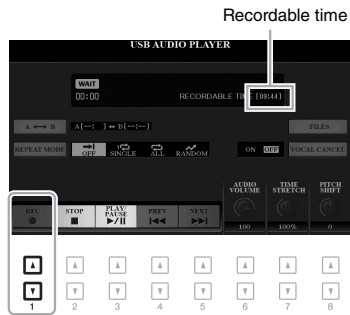 Recordable time
USB AUDIO PLAYER
WAIT
00:00 RECORDABLE TIME [09:44]
A ↔ B A[--: ] ↔ B[--:--] FILES
REPEAT MODE OFF SINGLE ALL RANDOM ON OFF VOCAL CANCEL
AUDIO VOLUME TIME STRETCH PITCH SHIFT
REC STOP PLAY/PAUSE PREV NEXT
100 100% 0
1 2 3 4 5 6 7 8